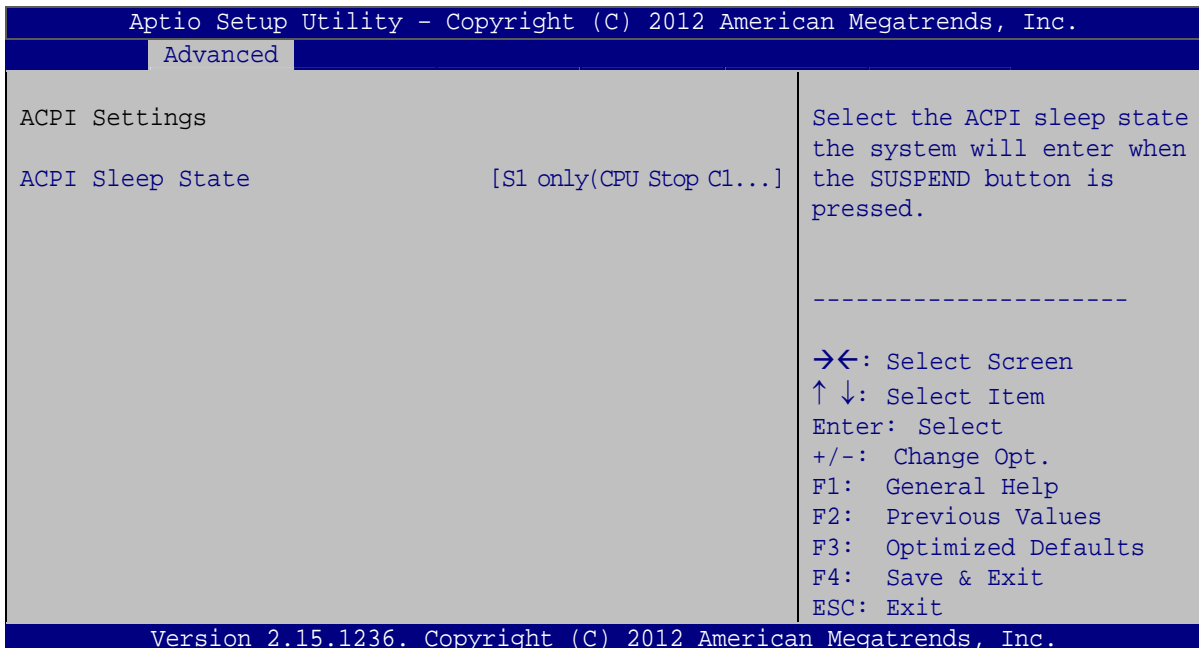 Aptio Setup Utility – Copyright (C) 2012 American Megatrends, Inc.
Advanced
ACPI Settings
ACPI Sleep State [S1 only(CPU Stop C1...]
Select the ACPI sleep state
the system will enter when
the SUSPEND button is
pressed.
----------------------
→←: Select Screen
↑ ↓: Select Item
Enter: Select
+/-: Change Opt.
F1: General Help
F2: Previous Values
F3: Optimized Defaults
F4: Save & Exit
ESC: Exit
Version 2.15.1236. Copyright (C) 2012 American Megatrends, Inc.